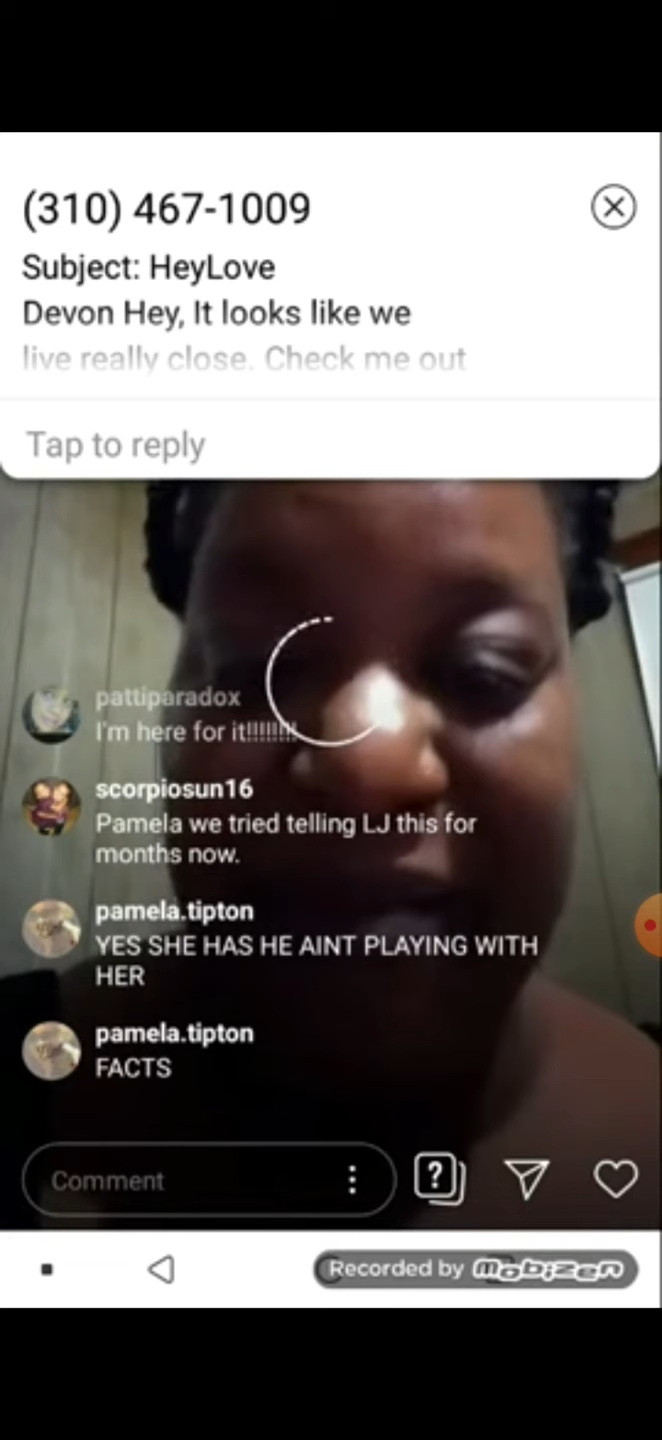 (310) 467-1009
Subject: HeyLove
Devon Hey, It looks like we
live really close. Check me out
Tap to reply
pattiparadox
I'm here for it!!!!!!!!
scorpiosun16
Pamela we tried telling LJ this for
months now.
pamela.tipton
YES SHE HAS HE AINT PLAYING WITH
HER
pamela.tipton
FACTS
Comment
?
Recorded by mobizen